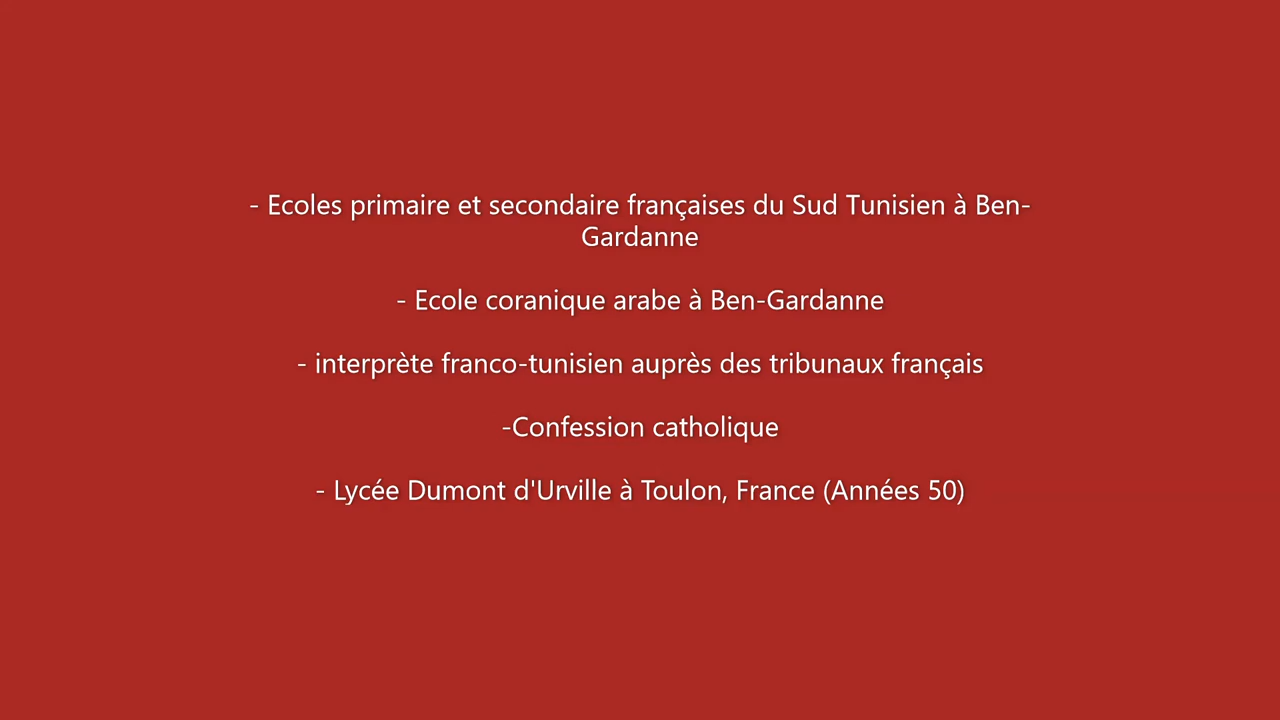 - Ecoles primaire et secondaire françaises du Sud Tunisien à Ben-
Gardanne
- Ecole coranique arabe à Ben-Gardanne
- interprète franco-tunisien auprès des tribunaux français
-Confession catholique
- Lycée Dumont d'Urville à Toulon, France (Années 50)